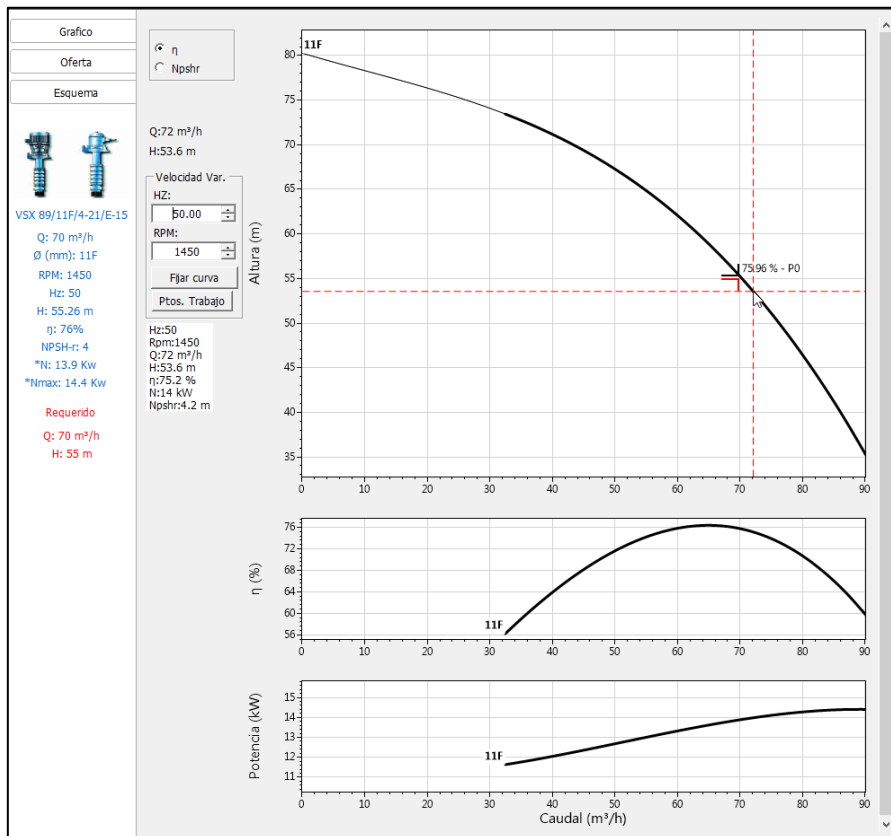 Grafico
Oferta
Esquema
VSX 89/11F/4-21/E-15
Q: 70 m³/h
Ø (mm): 11F
RPM: 1450
Hz: 50
H: 55.26 m
η: 76%
NPSH-r: 4
*N: 13.9 Kw
*Nmax: 14.4 Kw
Requerido
Q: 70 m³/h
H: 55 m
η
Npshr
Q:72 m³/h
H:53.6 m
Velocidad Var.
HZ:
50.00
RPM:
1450
Fijar curva
Ptos. Trabajo
Hz:50
Rpm:1450
Q:72 m³/h
H:53.6 m
η:75.2 %
N:14 kW
Npshr:4.2 m
Altura (m)
80
75
70
65
60
55
50
45
40
35
11F
75.96 % - P0
0 10 20 30 40 50 60 70 80 90
η (%)
76
72
68
64
60
56
11F
0 10 20 30 40 50 60 70 80 90
Potencia (kW)
15
14
13
12
11
11F
0 10 20 30 40 50 60 70 80 90
Caudal (m³/h)